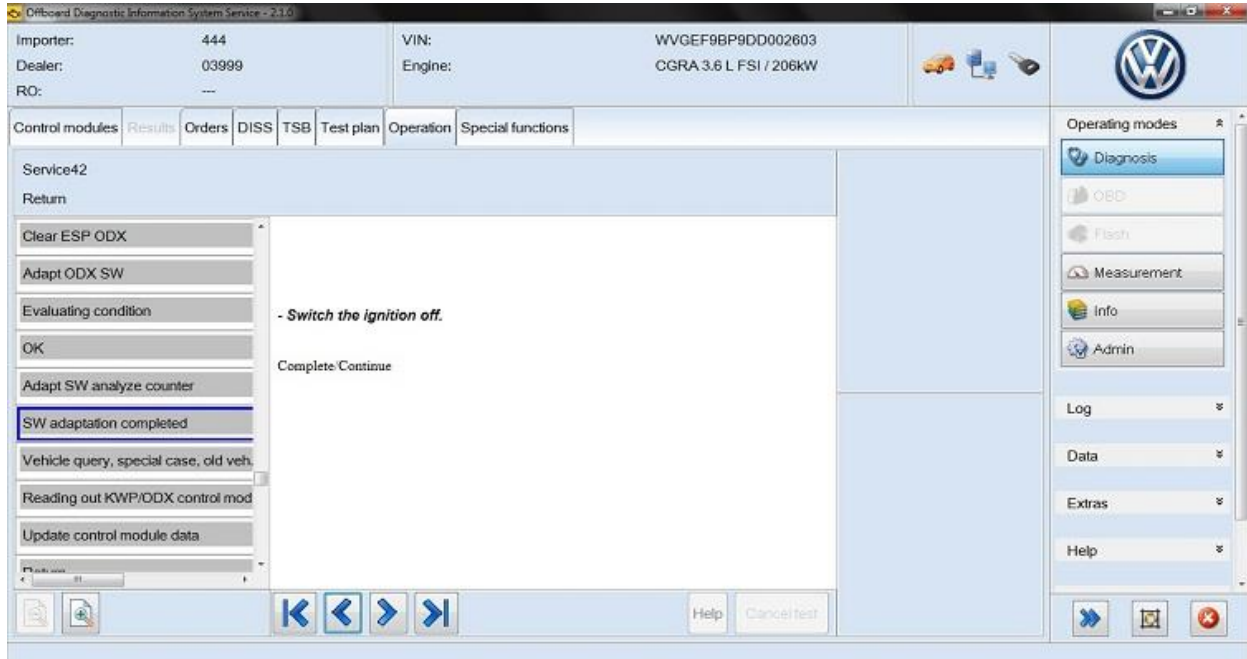 Offboard Diagnostic Information System Service - 2.1.0
Importer: 444 VIN: WVGEF9BP9DD002603
Dealer: 03999 Engine: CGRA 3.6 L FSI / 206kW
RO: ---
Control modules Results Orders DISS TSB Test plan Operation Special functions
Operating modes
Service42
Return
Diagnosis
OBD
Flash
Measurement
Info
Admin
Clear ESP ODX
Adapt ODX SW
Evaluating condition
OK
Adapt SW analyze counter
SW adaptation completed
Vehicle query, special case, old veh.
Reading out KWP/ODX control mod
Update control module data
Return
- Switch the ignition off.
Complete/Continue
Log
Data
Extras
Help
Help Cancel test